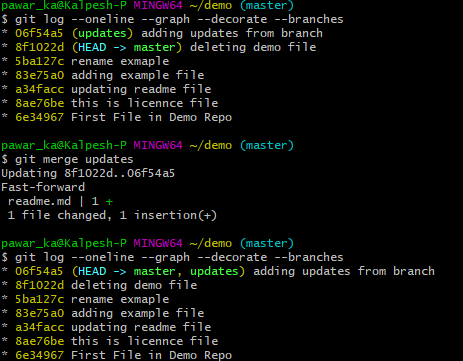 pawar_ka@Kalpesh-P MINGW64 ~/demo (master)
$ git log --oneline --graph --decorate --branches
* 06f54a5 (updates) adding updates from branch
* 8f1022d (HEAD -> master) deleting demo file
* 5ba127c rename exmaple
* 83e75a0 adding example file
* a34facc updating readme file
* 8ae76be this is licennce file
* 6e34967 First File in Demo Repo
pawar_ka@Kalpesh-P MINGW64 ~/demo (master)
$ git merge updates
Updating 8f1022d..06f54a5
Fast-forward
readme.md | 1 +
1 file changed, 1 insertion(+)
pawar_ka@Kalpesh-P MINGW64 ~/demo (master)
$ git log --oneline --graph --decorate --branches
* 06f54a5 (HEAD -> master, updates) adding updates from branch
* 8f1022d deleting demo file
* 5ba127c rename exmaple
* 83e75a0 adding example file
* a34facc updating readme file
* 8ae76be this is licennce file
* 6e34967 First File in Demo Repo